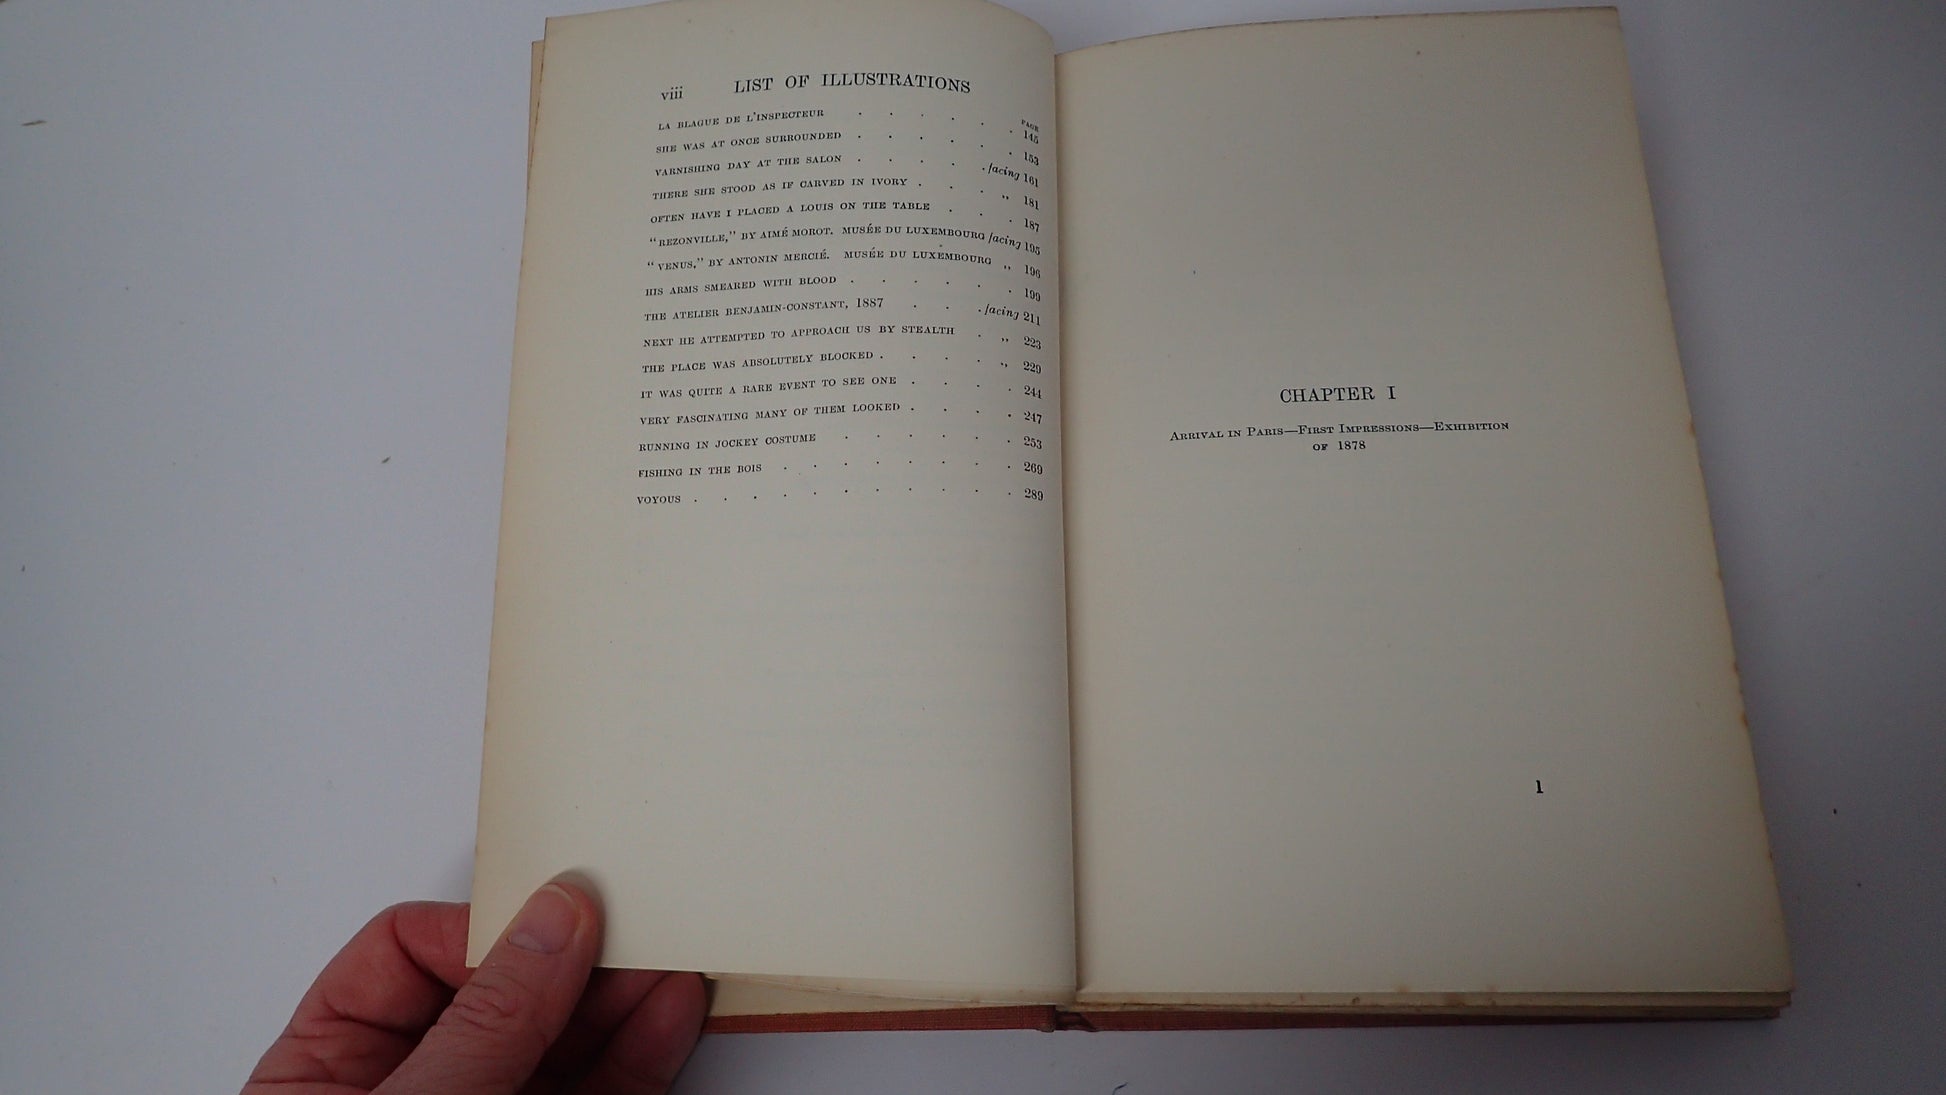 viii LIST OF ILLUSTRATIONS
PAGE
LA BLAGUE DE L'INSPECTEUR . . . . . . 145
SHE WAS AT ONCE SURROUNDED . . . . . . 153
VARNISHING DAY AT THE SALON . . . . . facing 161
THERE SHE STOOD AS IF CARVED IN IVORY . . . „ 181
OFTEN HAVE I PLACED A LOUIS ON THE TABLE . . . 187
“REZONVILLE,” BY AIMÉ MOROT. MUSÉE DU LUXEMBOURG facing 195
“VENUS,” BY ANTONIN MERCIÉ. MUSÉE DU LUXEMBOURG „ 196
HIS ARMS SMEARED WITH BLOOD . . . . . . 199
THE ATELIER BENJAMIN-CONSTANT, 1887 . . . facing 211
NEXT HE ATTEMPTED TO APPROACH US BY STEALTH . „ 223
THE PLACE WAS ABSOLUTELY BLOCKED . . . . „ 229
IT WAS QUITE A RARE EVENT TO SEE ONE . . . . 244
VERY FASCINATING MANY OF THEM LOOKED . . . . 247
RUNNING IN JOCKEY COSTUME . . . . . . 253
FISHING IN THE BOIS . . . . . . . . 269
VOYOUS . . . . . . . . . . . 289
CHAPTER I
ARRIVAL IN PARIS—FIRST IMPRESSIONS—EXHIBITION
OF 1878
1